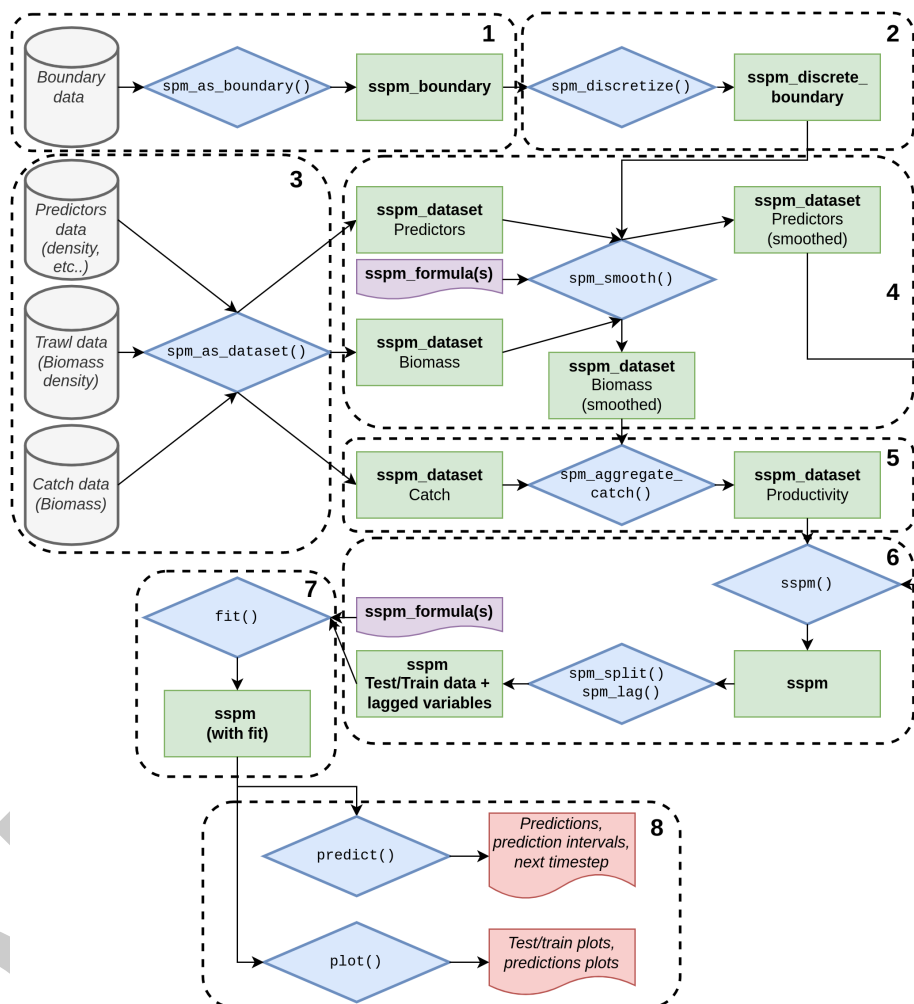 1
2
Boundary
data
spm_as_boundary()
sspm_boundary
spm_discretize()
sspm_discrete_
boundary
3
4
Predictors
data
(density,
etc..)
Trawl data
(Biomass
density)
Catch data
(Biomass)
spm_as_dataset()
sspm_dataset
Predictors
sspm_formula(s)
sspm_dataset
Biomass
spm_smooth()
sspm_dataset
Predictors
(smoothed)
sspm_dataset
Biomass
(smoothed)
5
sspm_dataset
Catch
spm_aggregate_
catch()
sspm_dataset
Productivity
6
sspm()
sspm
spm_split()
spm_lag()
sspm_formula(s)
sspm
Test/Train data +
lagged variables
7
fit()
sspm
(with fit)
8
predict()
Predictions,
prediction intervals,
next timestep
plot()
Test/train plots,
predictions plots